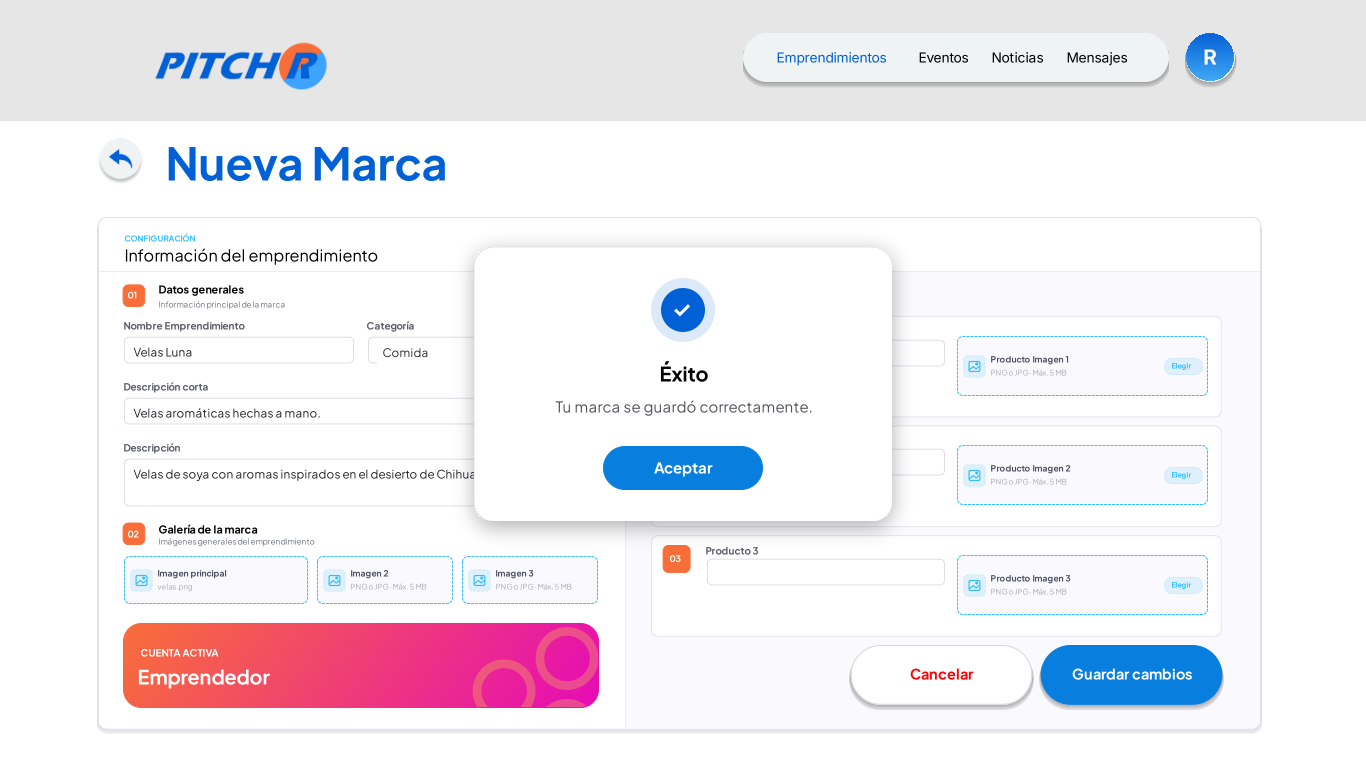 PITCHR
Emprendimientos
Eventos
Noticias
Mensajes
R
Nueva Marca
CONFIGURACIÓN
Información del emprendimiento
01
Datos generales
Información principal de la marca
Nombre Emprendimiento
Categoría
Velas Luna
Comida
Descripción corta
Velas aromáticas hechas a mano.
Descripción
Velas de soya con aromas inspirados en el desierto de Chihua
02
Galería de la marca
Imágenes generales del emprendimiento
Imagen principal
velas.png
Imagen 2
PNG o JPG · Máx. 5 MB
Imagen 3
PNG o JPG · Máx. 5 MB
CUENTA ACTIVA
Emprendedor
Éxito
Tu marca se guardó correctamente.
Aceptar
Producto Imagen 1
PNG o JPG · Máx. 5 MB
Elegir
Producto Imagen 2
PNG o JPG · Máx. 5 MB
Elegir
03
Producto 3
Producto Imagen 3
PNG o JPG · Máx. 5 MB
Elegir
Cancelar
Guardar cambios